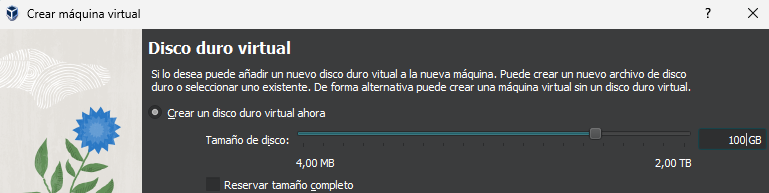 Crear máquina virtual
Disco duro virtual
Si lo desea puede añadir un nuevo disco duro vitual a la nueva máquina. Puede crear un nuevo archivo de disco
duro o seleccionar uno existente. De forma alternativa puede crear una máquina virtual sin un disco duro virtual.
Crear un disco duro virtual ahora
Tamaño de disco:
100 GB
4,00 MB
2,00 TB
Reservar tamaño completo